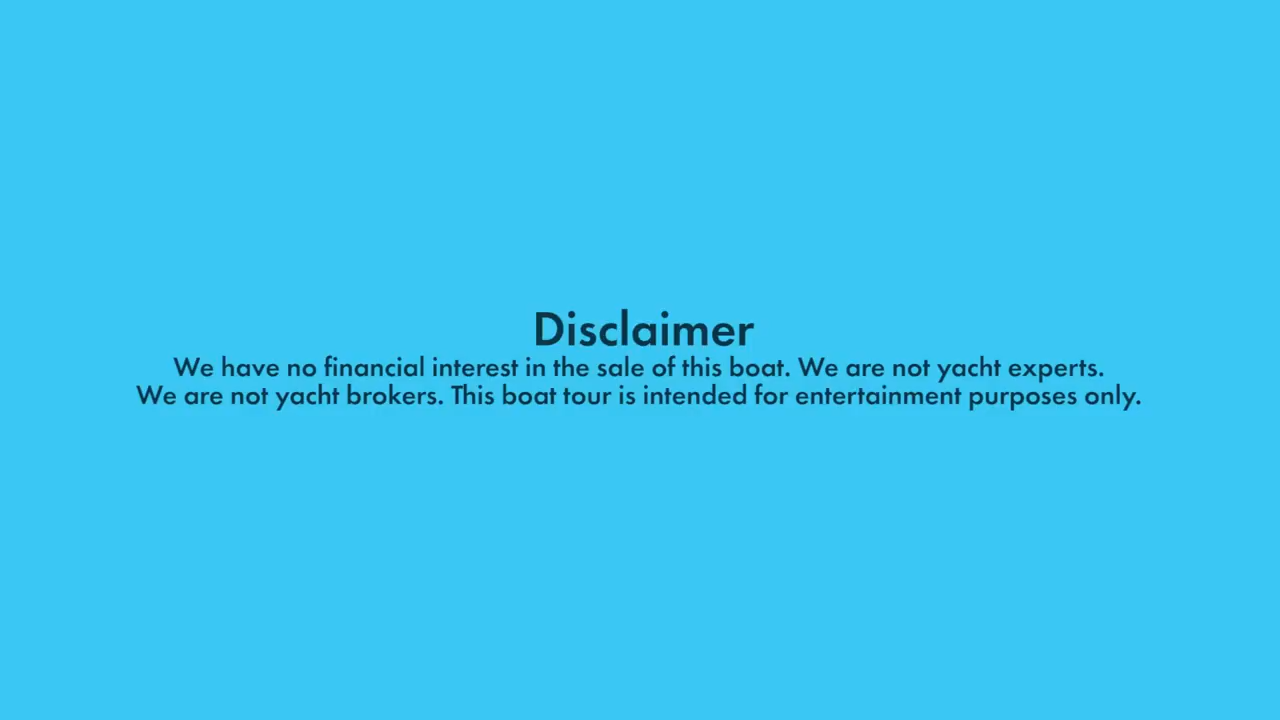 Disclaimer
We have no financial interest in the sale of this boat. We are not yacht experts.
We are not yacht brokers. This boat tour is intended for entertainment purposes only.